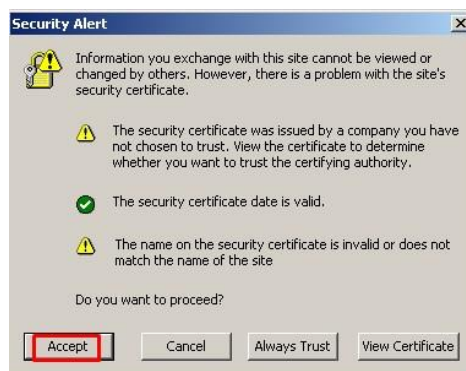 Security Alert
Information you exchange with this site cannot be viewed or
changed by others. However, there is a problem with the site's
security certificate.
The security certificate was issued by a company you have
not chosen to trust. View the certificate to determine
whether you want to trust the certifying authority.
The security certificate date is valid.
The name on the security certificate is invalid or does not
match the name of the site
Do you want to proceed?
Accept Cancel Always Trust View Certificate